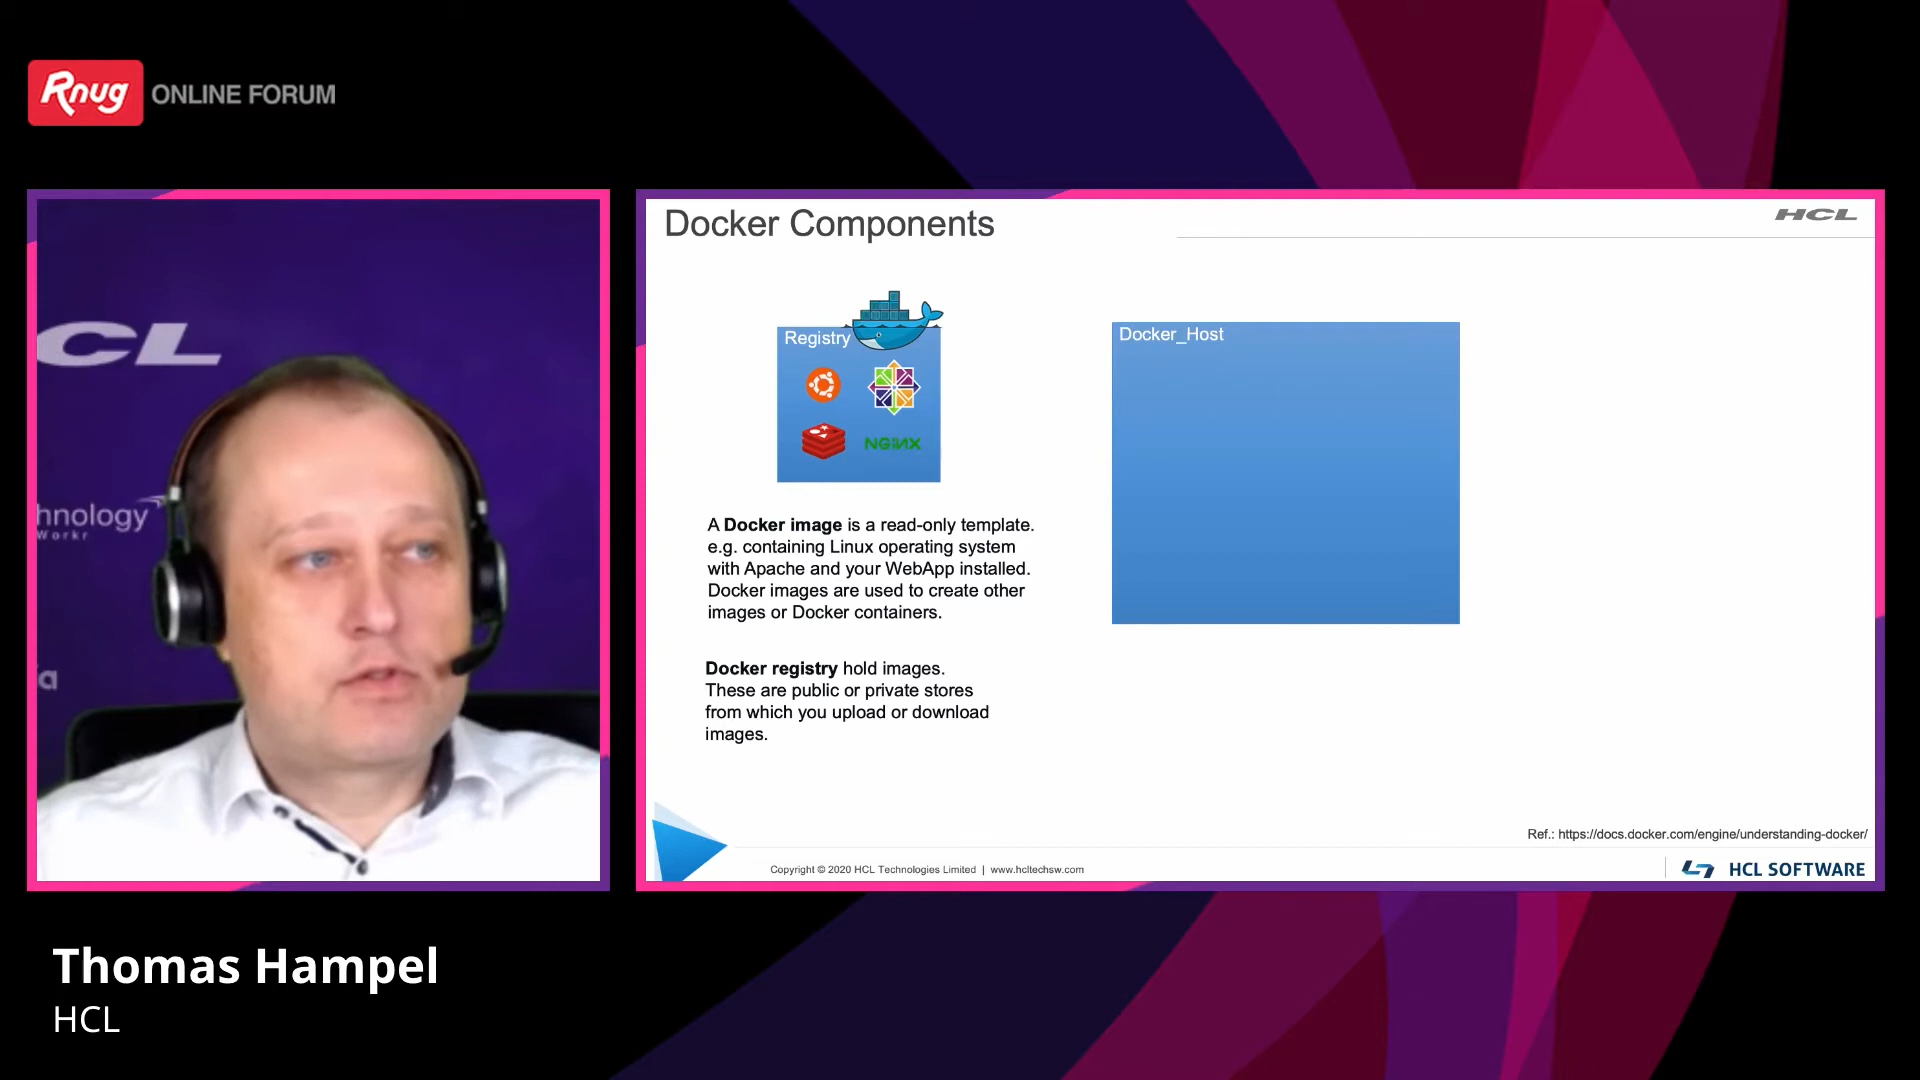 Rnug ONLINE FORUM
CL
hnology
Workr
a
Docker Components
HCL
Registry
NGiNX
Docker_Host
A Docker image is a read-only template.
e.g. containing Linux operating system
with Apache and your WebApp installed.
Docker images are used to create other
images or Docker containers.
Docker registry hold images.
These are public or private stores
from which you upload or download
images.
Ref.: https://docs.docker.com/engine/understanding-docker/
Copyright © 2020 HCL Technologies Limited | www.hcltechsw.com
HCL SOFTWARE
Thomas Hampel
HCL